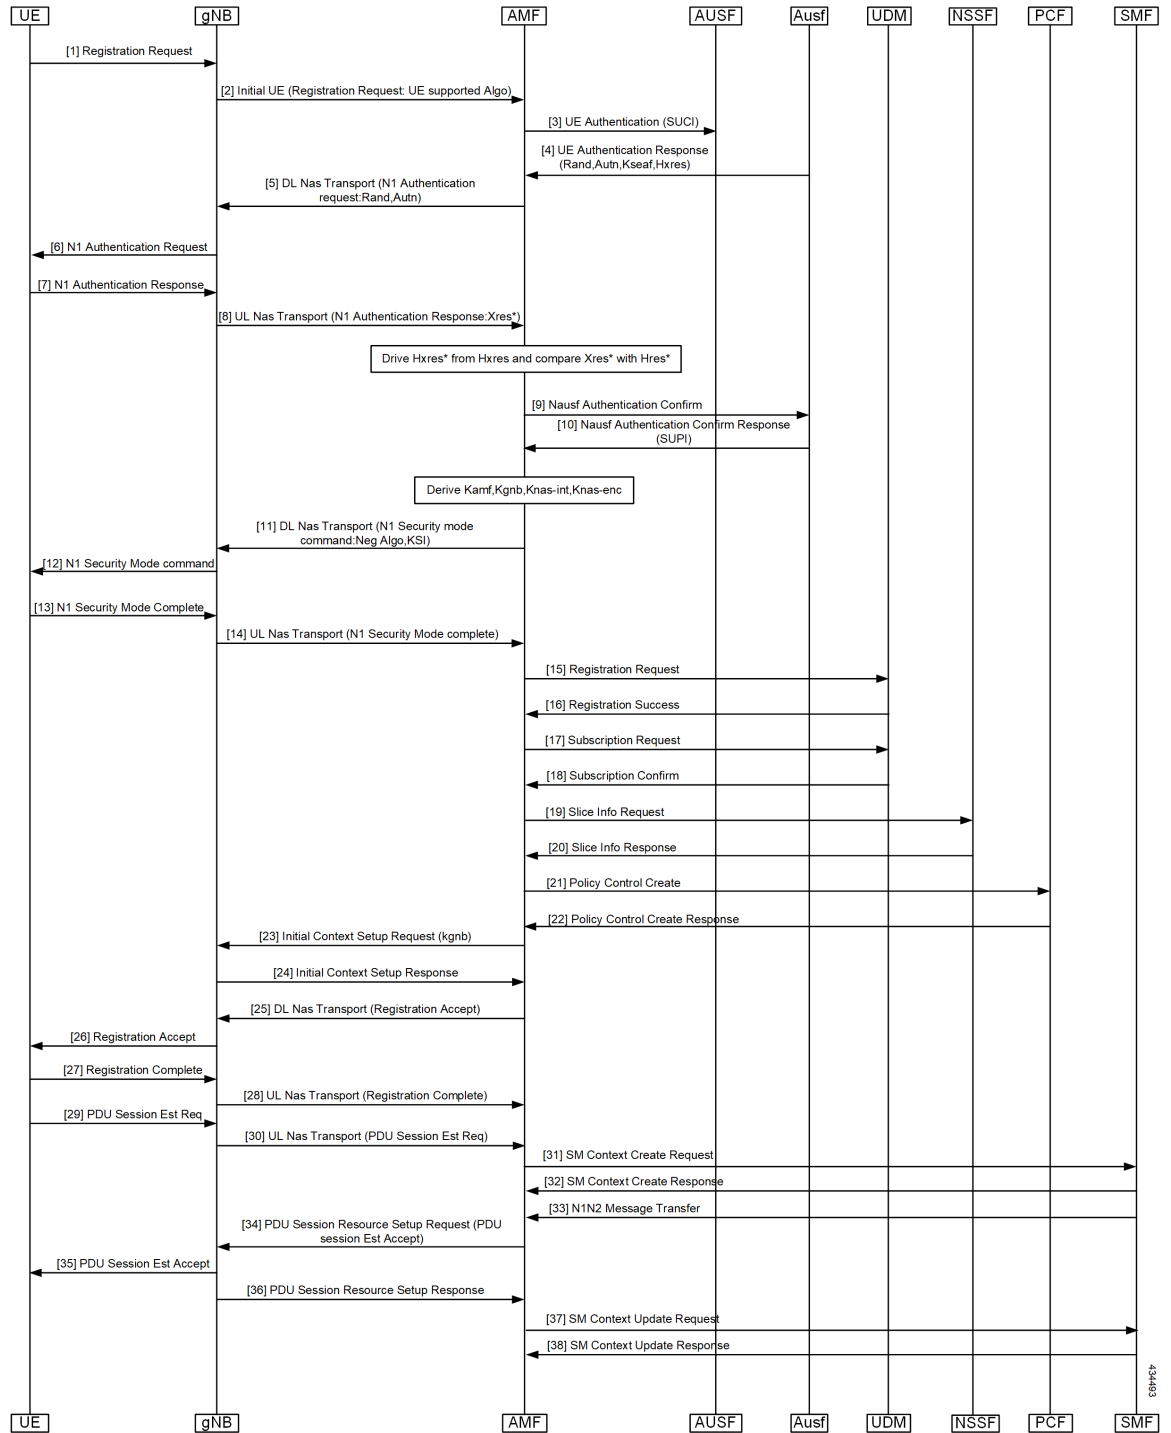 UE gNB AMF AUSF Ausf UDM NSSF PCF SMF
[1] Registration Request
[2] Initial UE (Registration Request: UE supported Algo)
[3] UE Authentication (SUCI)
[4] UE Authentication Response
(Rand,Autn,Kseaf,Hxres)
[5] DL Nas Transport (N1 Authentication
request:Rand,Autn)
[6] N1 Authentication Request
[7] N1 Authentication Response
[8] UL Nas Transport (N1 Authentication Response:Xres*)
Drive Hxres* from Hxres and compare Xres* with Hres*
[9] Nausf Authentication Confirm
[10] Nausf Authentication Confirm Response
(SUPI)
Derive Kamf,Kgnb,Knas-int,Knas-enc
[11] DL Nas Transport (N1 Security mode
command:Neg Algo,KSI)
[12] N1 Security Mode command
[13] N1 Security Mode Complete
[14] UL Nas Transport (N1 Security Mode complete)
[15] Registration Request
[16] Registration Success
[17] Subscription Request
[18] Subscription Confirm
[19] Slice Info Request
[20] Slice Info Response
[21] Policy Control Create
[22] Policy Control Create Response
[23] Initial Context Setup Request (kgnb)
[24] Initial Context Setup Response
[25] DL Nas Transport (Registration Accept)
[26] Registration Accept
[27] Registration Complete
[28] UL Nas Transport (Registration Complete)
[29] PDU Session Est Req
[30] UL Nas Transport (PDU Session Est Req)
[31] SM Context Create Request
[32] SM Context Create Response
[33] N1N2 Message Transfer
[34] PDU Session Resource Setup Request (PDU
session Est Accept)
[35] PDU Session Est Accept
[36] PDU Session Resource Setup Response
[37] SM Context Update Request
[38] SM Context Update Response
434493
UE gNB AMF AUSF Ausf UDM NSSF PCF SMF